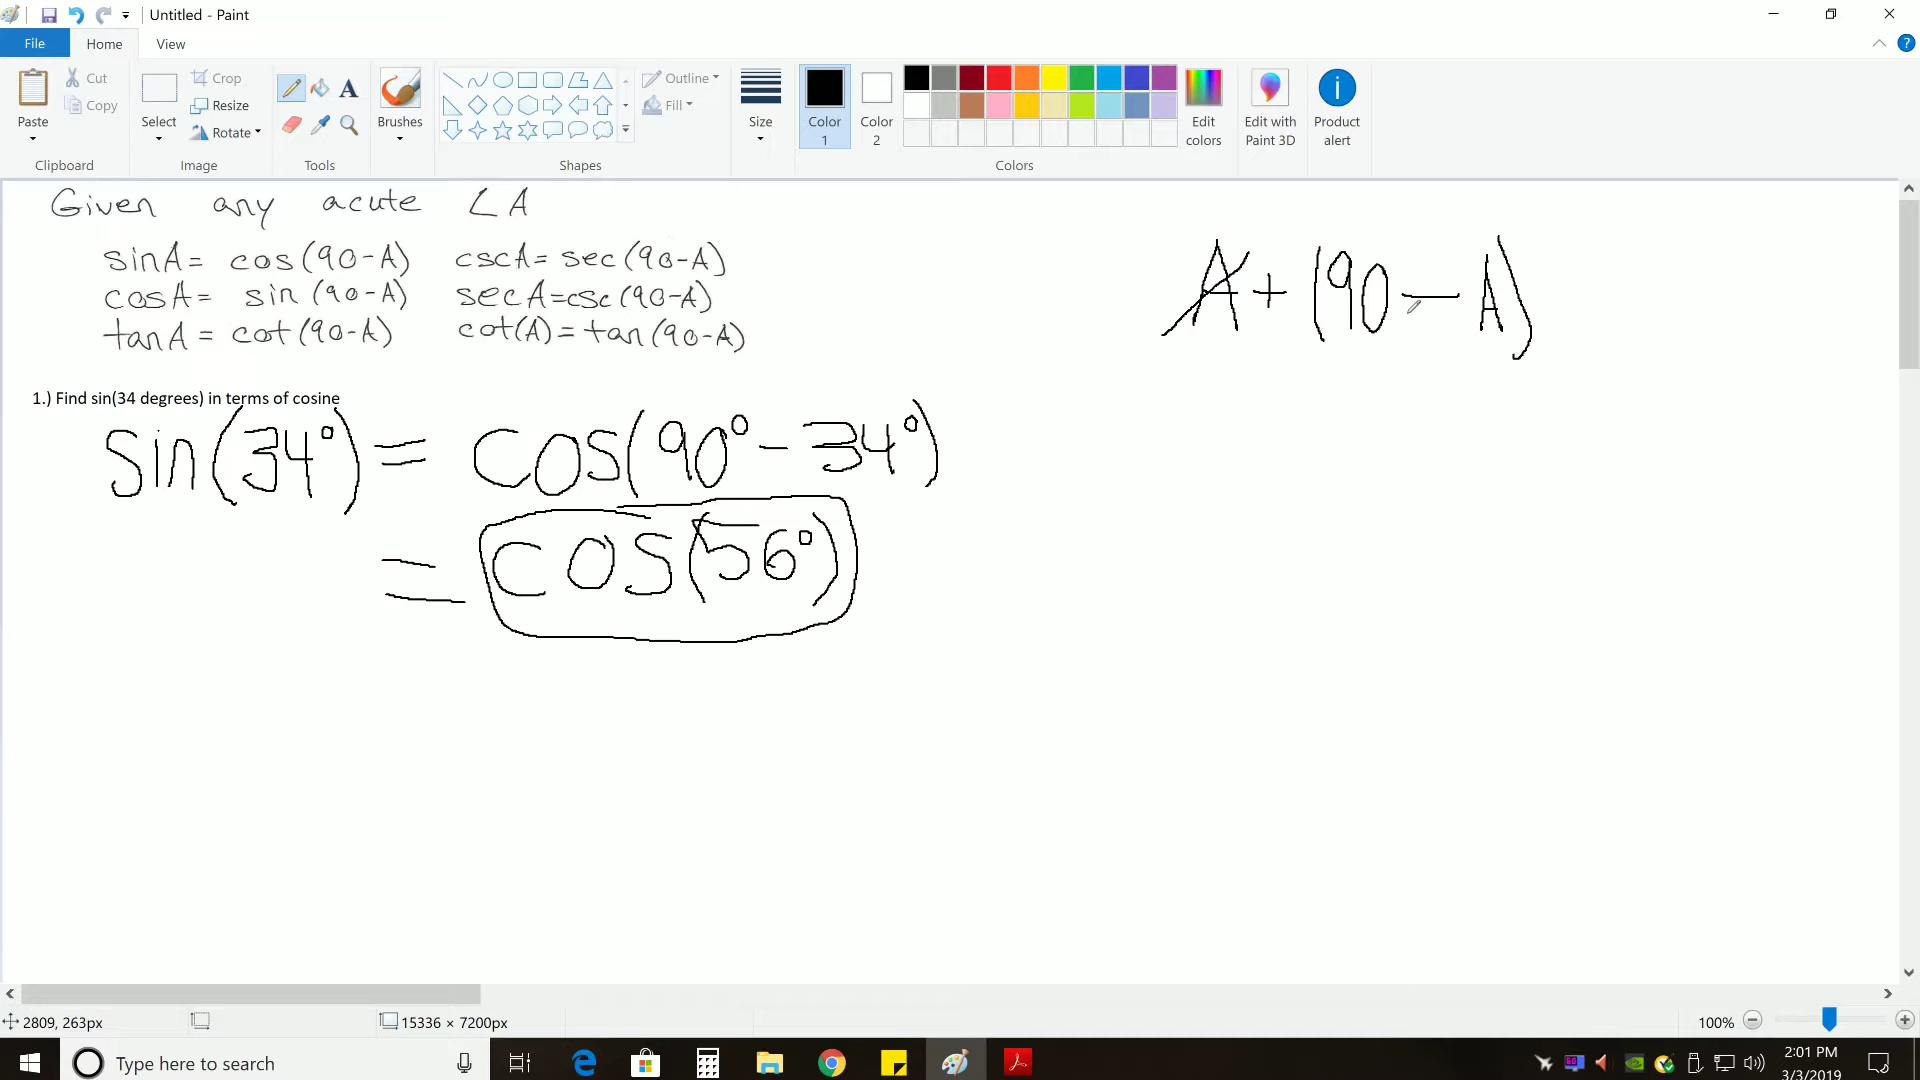 Untitled - Paint
File Home View
Paste Cut Copy Clipboard
Select Crop Resize Rotate Image
Tools
Brushes
Outline Fill Shapes
Size
Color 1 Color 2 Edit colors Colors
Edit with Paint 3D
Product alert
Given any acute ∠A
sinA = cos(90-A) cscA = sec(90-A)
cosA = sin(90-A) secA = csc(90-A)
tanA = cot(90-A) cot(A) = tan(90-A)
A + (90 - A)
1.) Find sin(34 degrees) in terms of cosine
sin(34°) = cos(90° - 34°)
= cos(56°)
2809, 263px 15336 × 7200px 100%
Type here to search
2:01 PM
3/3/2019